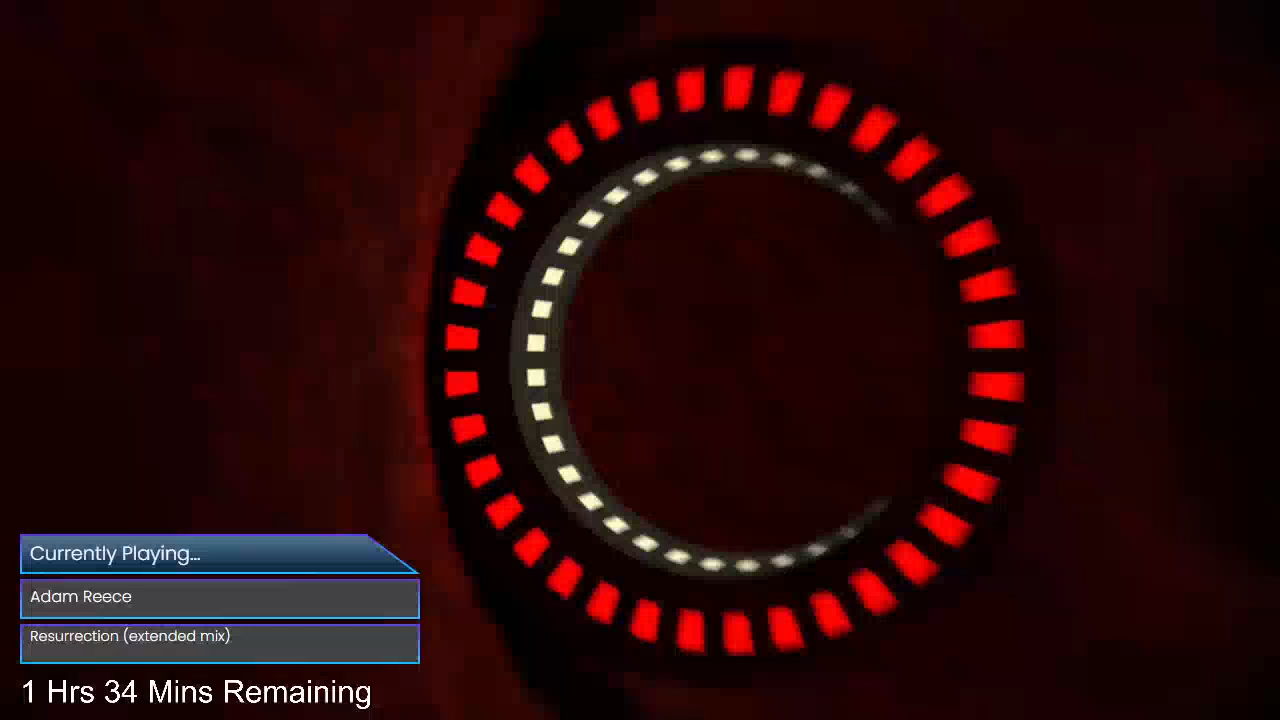 Currently Playing...
Adam Reece
Resurrection (extended mix)
1 Hrs 34 Mins Remaining